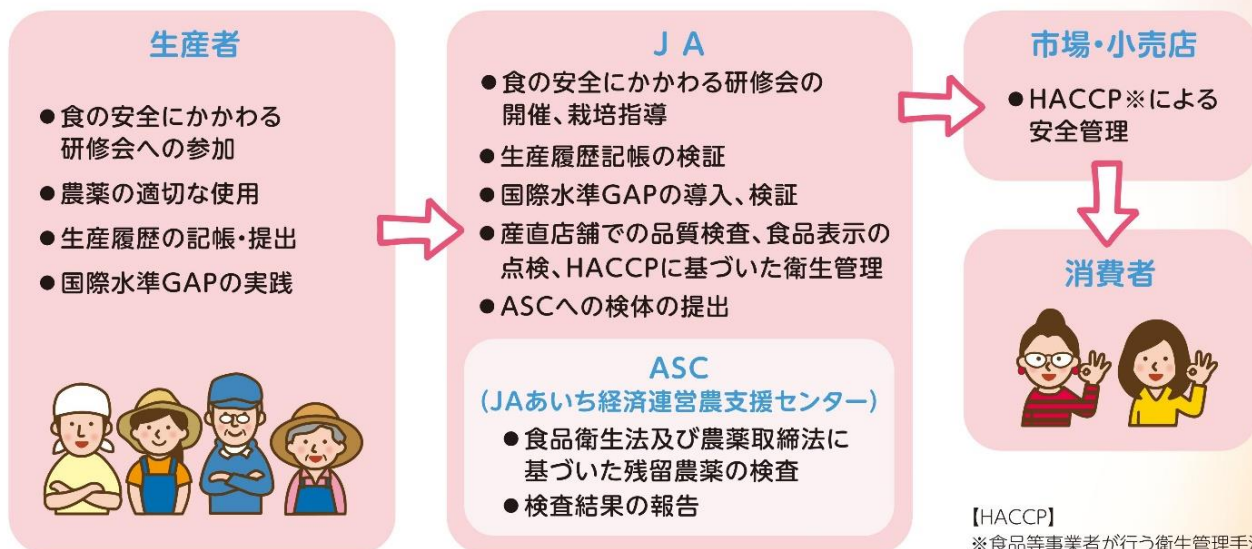 生産者
●食の安全にかかわる
研修会への参加
●農薬の適切な使用
●生産履歴の記帳・提出
●国際水準GAPの実践
JA
●食の安全にかかわる研修会の
開催、栽培指導
●生産履歴記帳の検証
●国際水準GAPの導入、検証
●産直店舗での品質検査、食品表示の
点検、HACCPに基づいた衛生管理
●ASCへの検体の提出
ASC
(JAあいち経済連営農支援センター)
●食品衛生法及び農薬取締法に
基づいた残留農薬の検査
●検査結果の報告
市場・小売店
●HACCP※による
安全管理
消費者
【HACCP】
※食品等事業者が行う衛生管理手